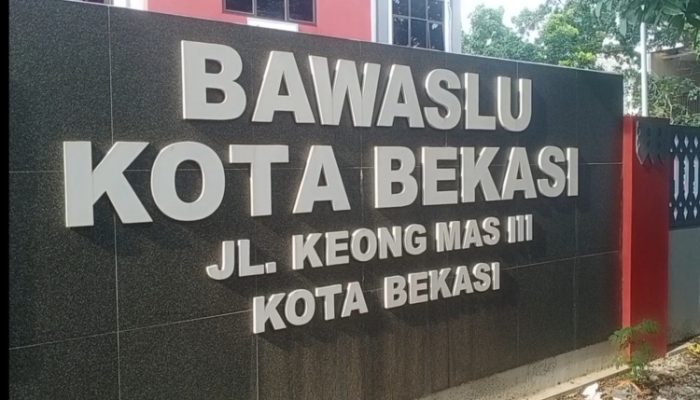 BAWASLU
KOTA BEKASI
JL. KEONG MAS III
KOTA BEKASI